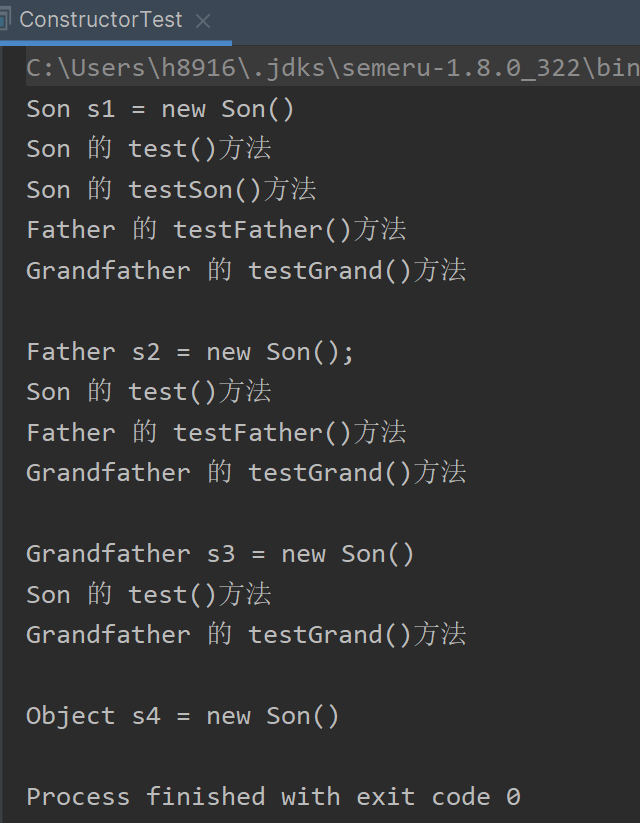 ConstructorTest
C:\Users\h8916\.jdks\semeru-1.8.0_322\bin
Son s1 = new Son()
Son 的 test()方法
Son 的 testSon()方法
Father 的 testFather()方法
Grandfather 的 testGrand()方法
Father s2 = new Son();
Son 的 test()方法
Father 的 testFather()方法
Grandfather 的 testGrand()方法
Grandfather s3 = new Son()
Son 的 test()方法
Grandfather 的 testGrand()方法
Object s4 = new Son()
Process finished with exit code 0